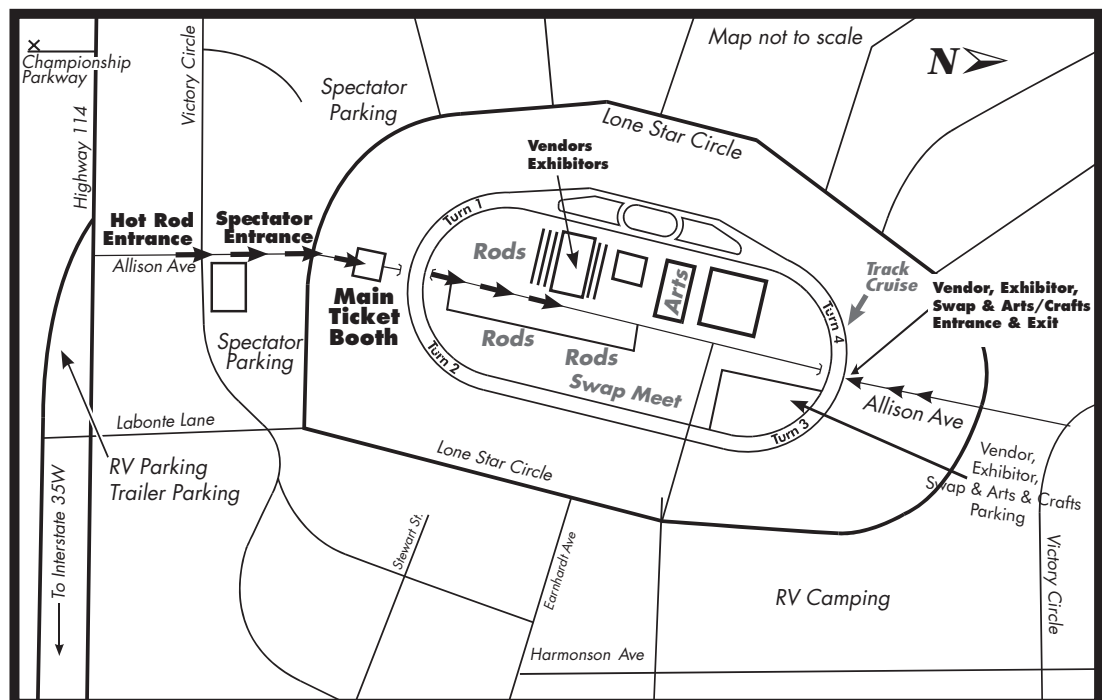 Map not to scale
N
Championship
Parkway
Highway 114
Victory Circle
Spectator
Parking
Lone Star Circle
Vendors
Exhibitors
Hot Rod
Entrance
Spectator
Entrance
Allison Ave
Turn 1
Rods
Arts
Track
Cruise
Turn 4
Vendor, Exhibitor,
Swap & Arts/Crafts
Entrance & Exit
Main
Ticket
Booth
Spectator
Parking
Turn 2
Rods
Rods
Swap Meet
Turn 3
Allison Ave
Labonte Lane
RV Parking
Trailer Parking
Lone Star Circle
Vendor,
Exhibitor,
Swap & Arts & Crafts
Parking
To Interstate 35W
Stewart St.
Earnhardt Ave
RV Camping
Victory Circle
Harmonson Ave